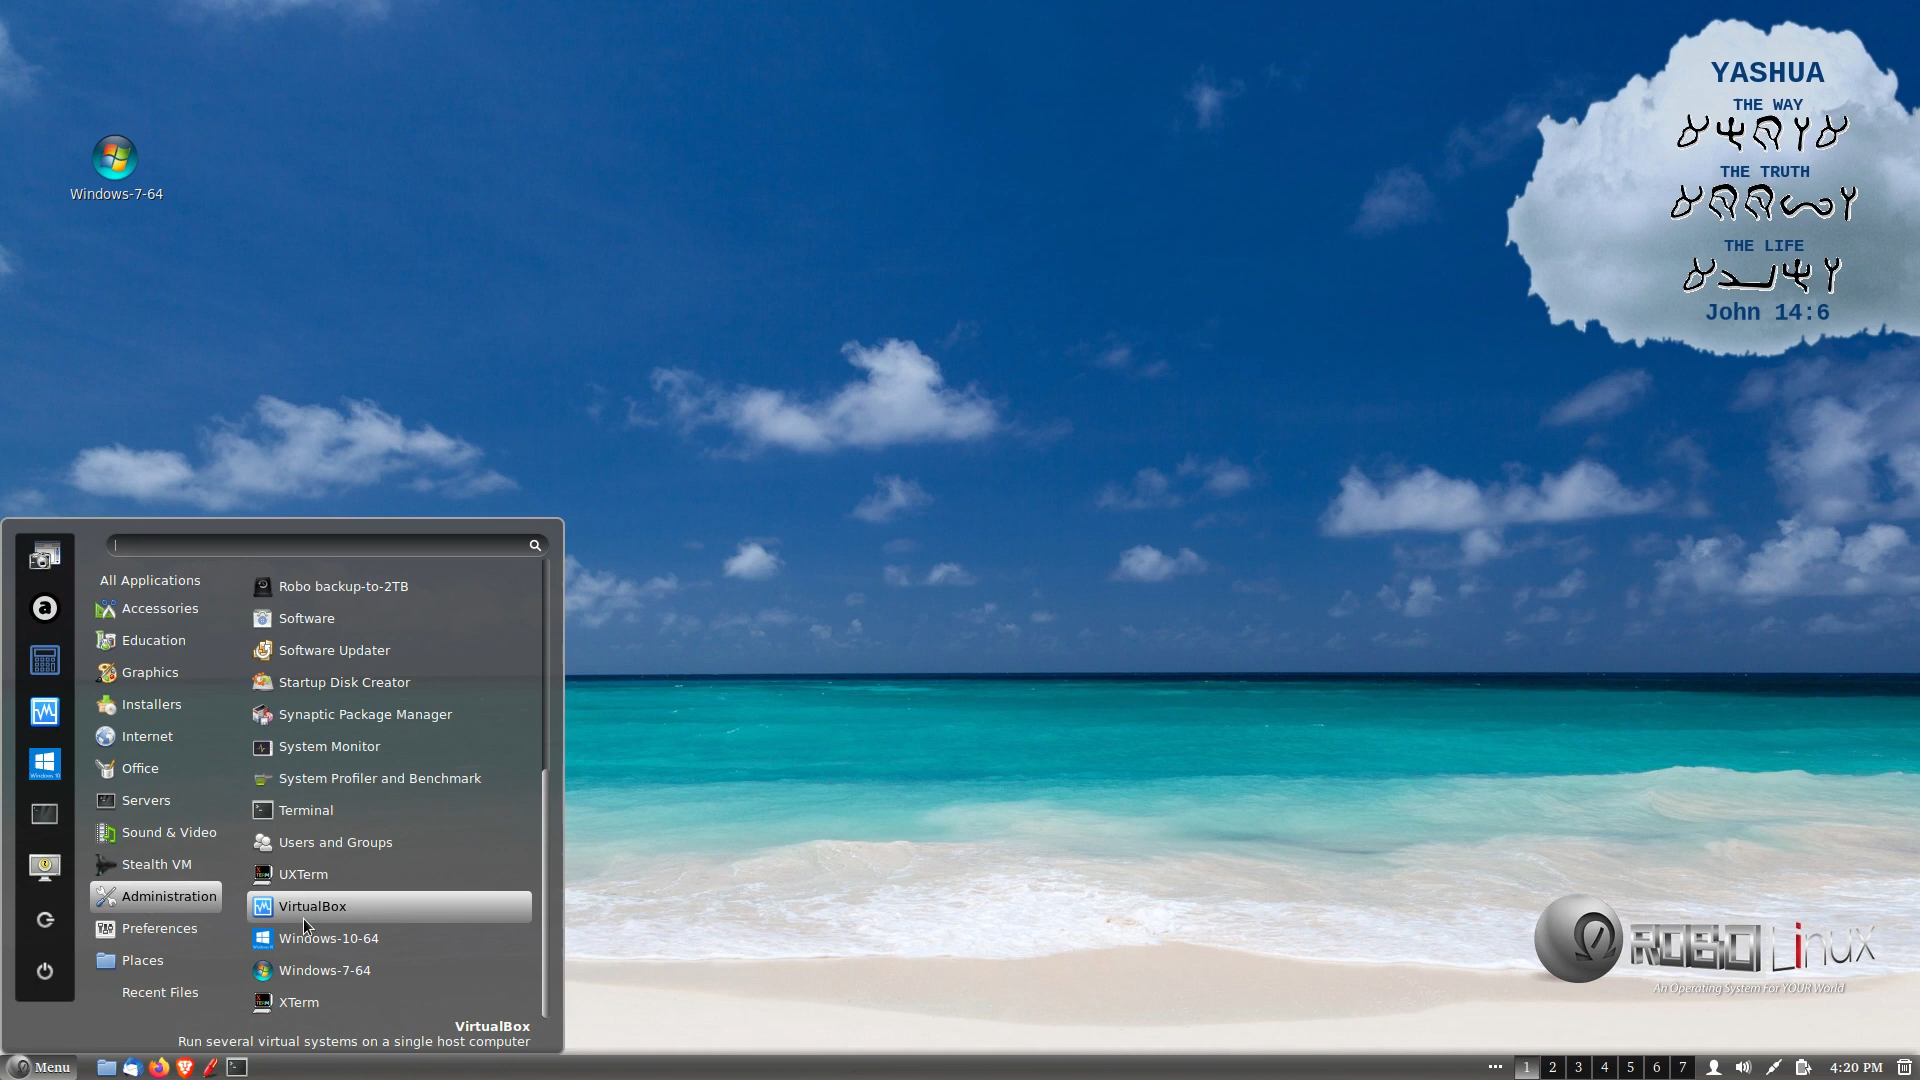 YASHUA
THE WAY
THE TRUTH
THE LIFE
John 14:6
Windows-7-64
All Applications
Accessories
Education
Graphics
Installers
Internet
Office
Servers
Sound & Video
Stealth VM
Administration
Preferences
Places
Recent Files
Robo backup-to-2TB
Software
Software Updater
Startup Disk Creator
Synaptic Package Manager
System Monitor
System Profiler and Benchmark
Terminal
Users and Groups
UXTerm
VirtualBox
Windows-10-64
Windows-7-64
XTerm
VirtualBox
Run several virtual systems on a single host computer
ROBO Linux
An Operating System For YOUR World
Menu
1 2 3 4 5 6 7
4:20 PM